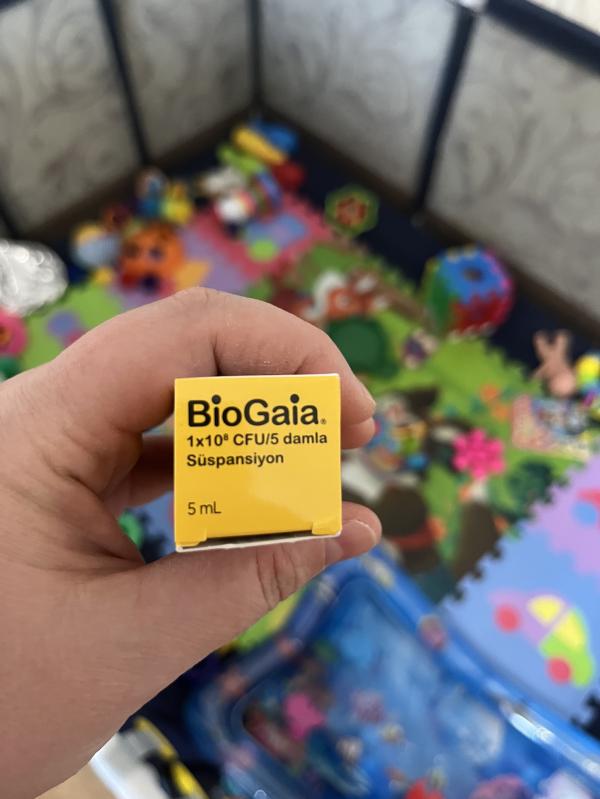 BioGaia®
1x10⁸ CFU/5 damla
Süspansiyon
5 mL